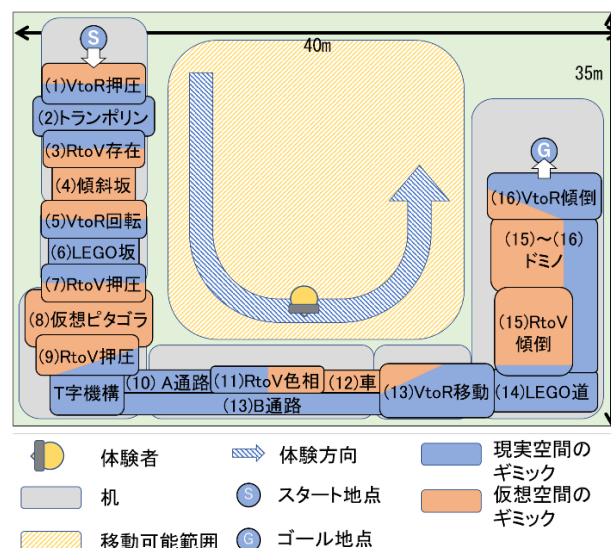 40m
35m
S
(1)VtoR押圧
(2)トランポリン
(3)RtoV存在
(4)傾斜坂
(5)VtoR回転
(6)LEGO坂
(7)RtoV押圧
(8)仮想ピタゴラ
(9)RtoV押圧
T字機構
(10) A通路
(11)RtoV色相
(12)車
(13)B通路
(13)VtoR移動
(14)LEGO道
(15)RtoV
傾倒
(15)～(16)
ドミノ
(16)VtoR傾倒
G
体験者
体験方向
現実空間の
ギミック
机
S
スタート地点
仮想空間の
ギミック
移動可能範囲
G
ゴール地点